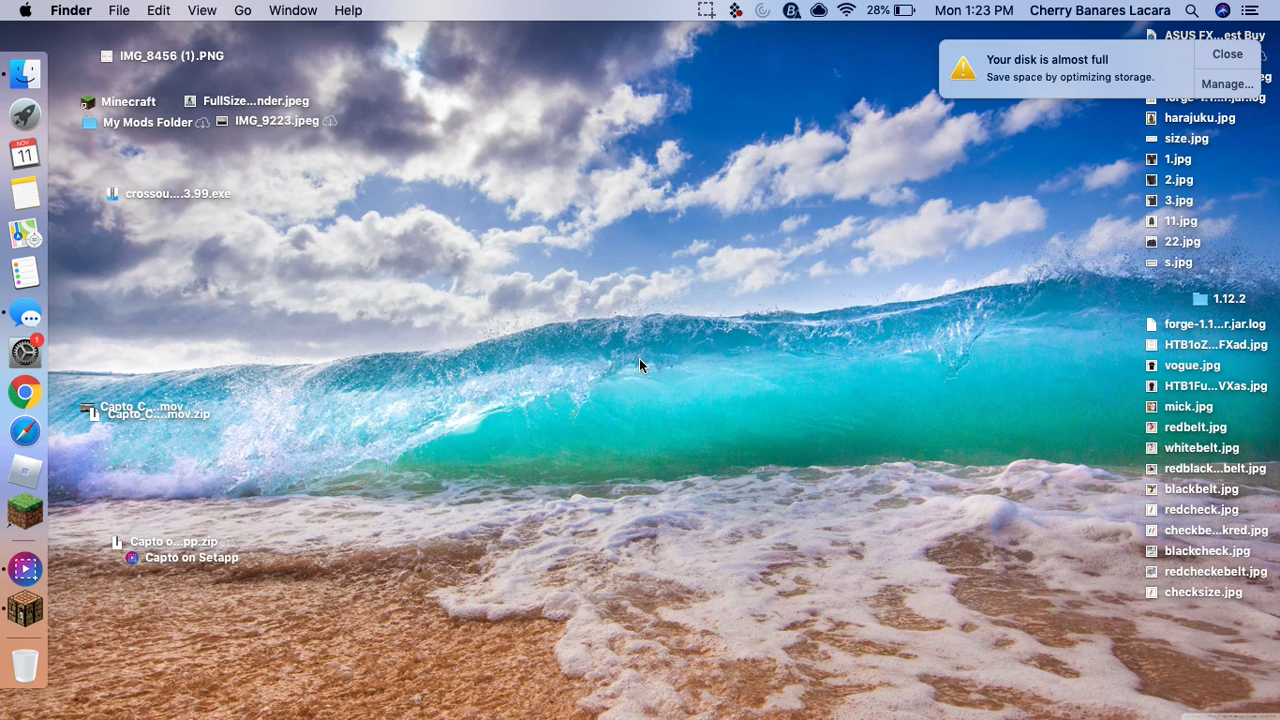 Finder File Edit View Go Window Help 28% Mon 1:23 PM Cherry Banares Lacara
ASUS FX...est Buy
Your disk is almost full
Save space by optimizing storage.
Close
Manage...
IMG_8456 (1).PNG
Minecraft
FullSize...nder.jpeg
My Mods Folder
IMG_9223.jpeg
crossou....3.99.exe
Capto_C....mov
Capto_C....mov.zip
Capto o...pp.zip
Capto on Setapp
NOV
11
1
harajuku.jpg
size.jpg
1.jpg
2.jpg
3.jpg
11.jpg
22.jpg
s.jpg
1.12.2
forge-1.1...r.jar.log
HTB1oZ...FXad.jpg
vogue.jpg
HTB1Fu...VXas.jpg
mick.jpg
redbelt.jpg
whitebelt.jpg
redblack...belt.jpg
blackbelt.jpg
redcheck.jpg
checkbe...kred.jpg
blackcheck.jpg
redcheckebelt.jpg
checksize.jpg